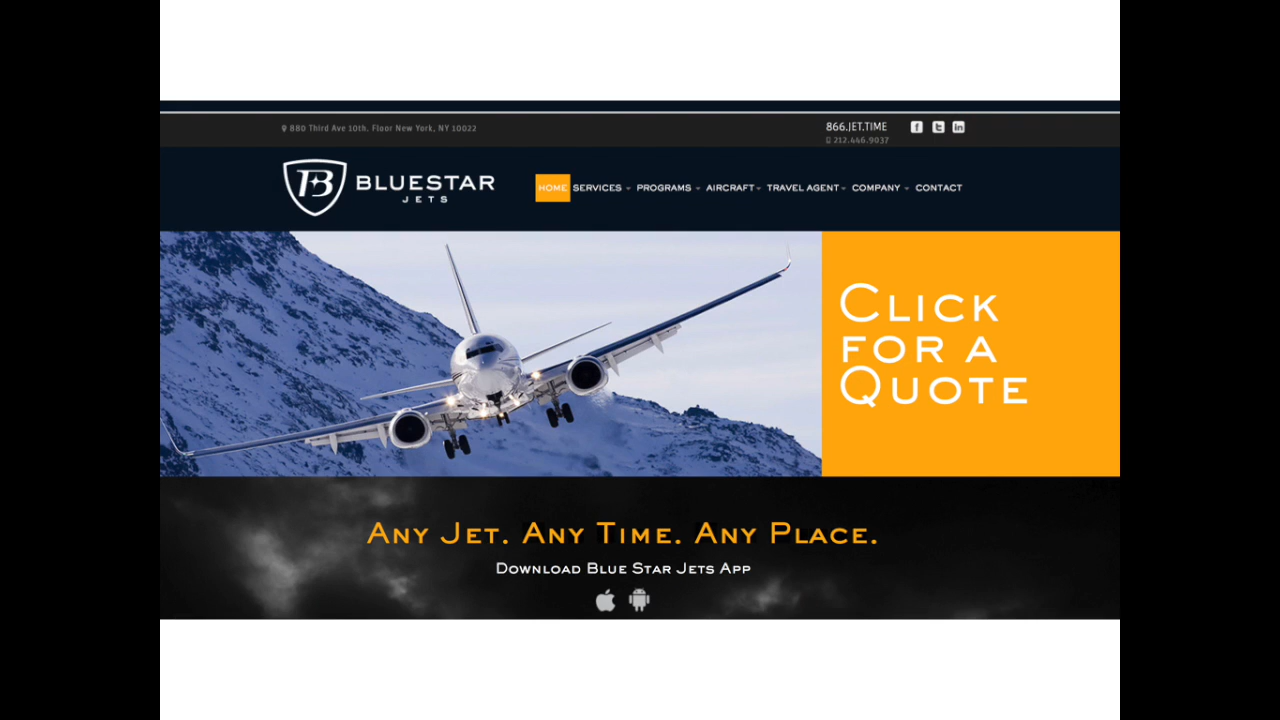 880 Third Ave 10th. Floor New York, NY 10022
866.JET.TIME
212.446.9037
BLUESTAR
JETS
HOME SERVICES PROGRAMS AIRCRAFT TRAVEL AGENT COMPANY CONTACT
CLICK
FOR A
QUOTE
ANY JET. ANY TIME. ANY PLACE.
DOWNLOAD BLUE STAR JETS APP